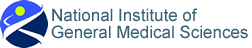 National Institute of
General Medical Sciences